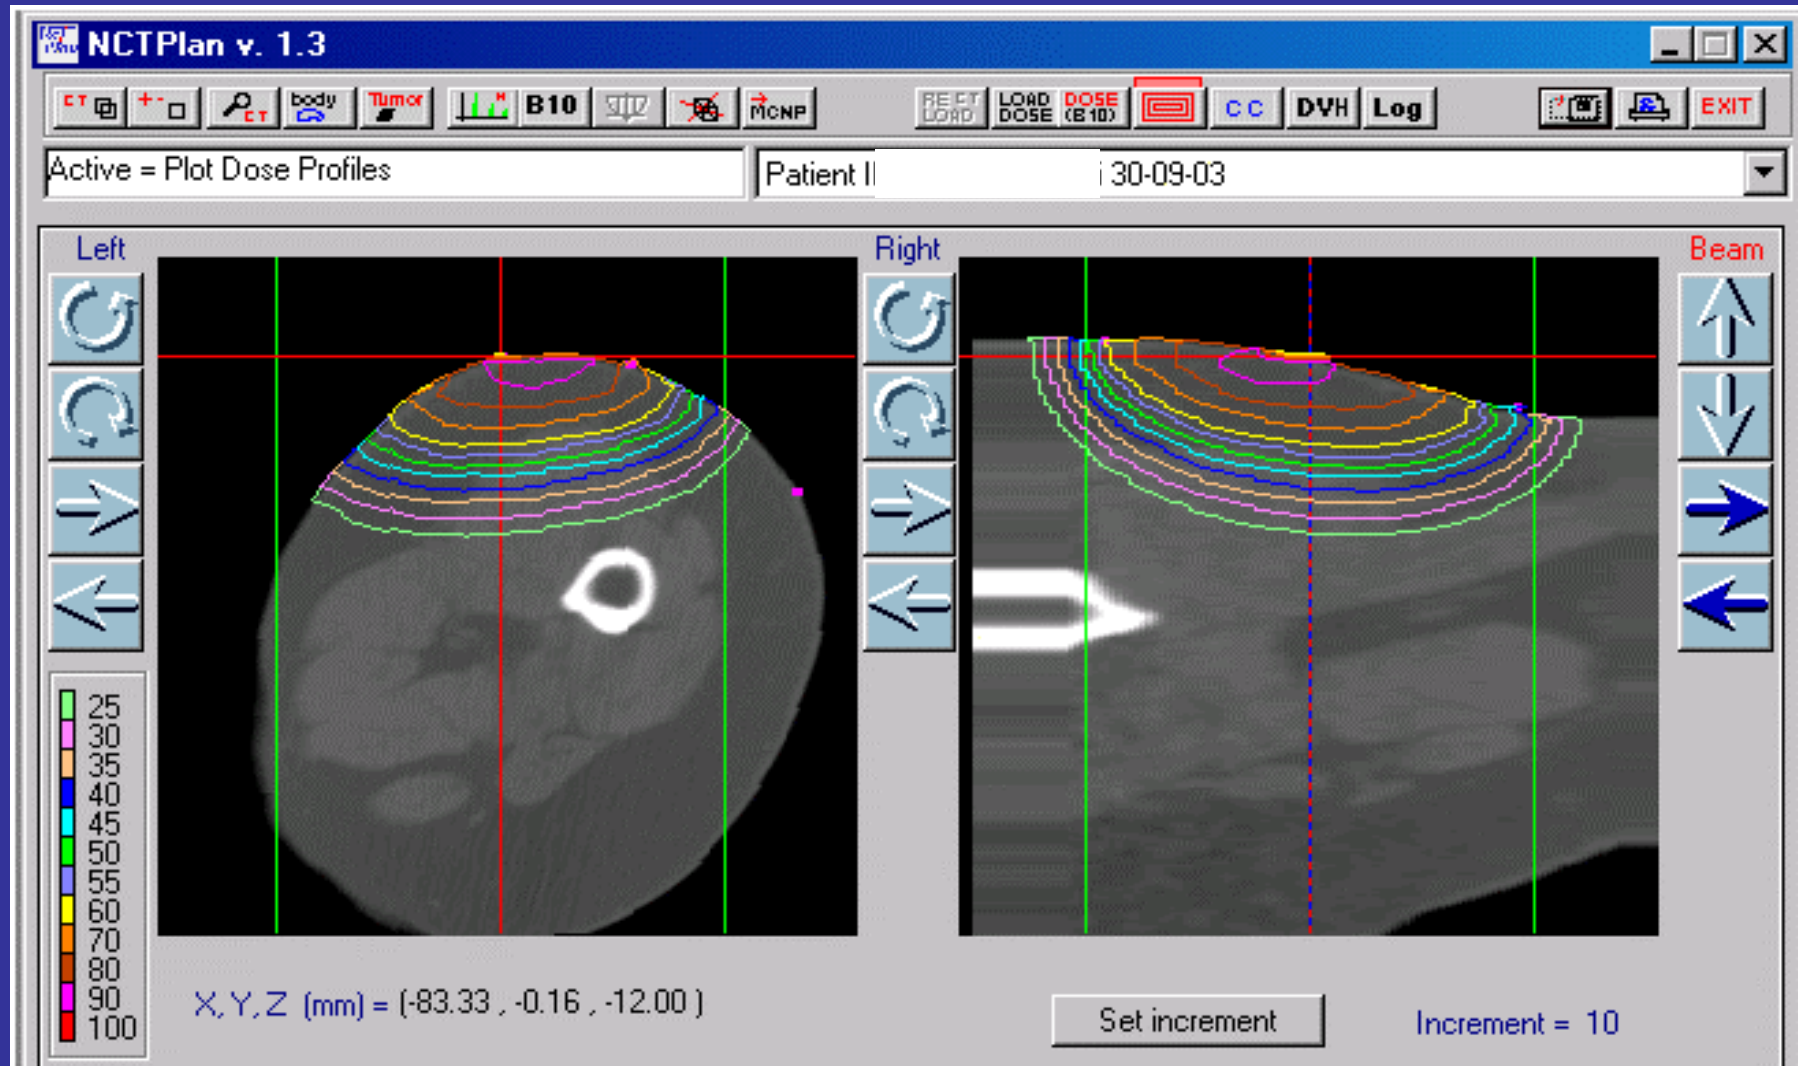 NCTPlan v. 1.3
CT +- CT body Tumor B10 MCNP RE CT LOAD LOAD DOSE DOSE (B10) CC DVH Log EXIT
Active = Plot Dose Profiles
Patient 30-09-03
Left Right Beam
25
30
35
40
45
50
55
60
70
80
90
100
X, Y, Z (mm) = (-83.33 , -0.16 , -12.00 )
Set increment Increment = 10